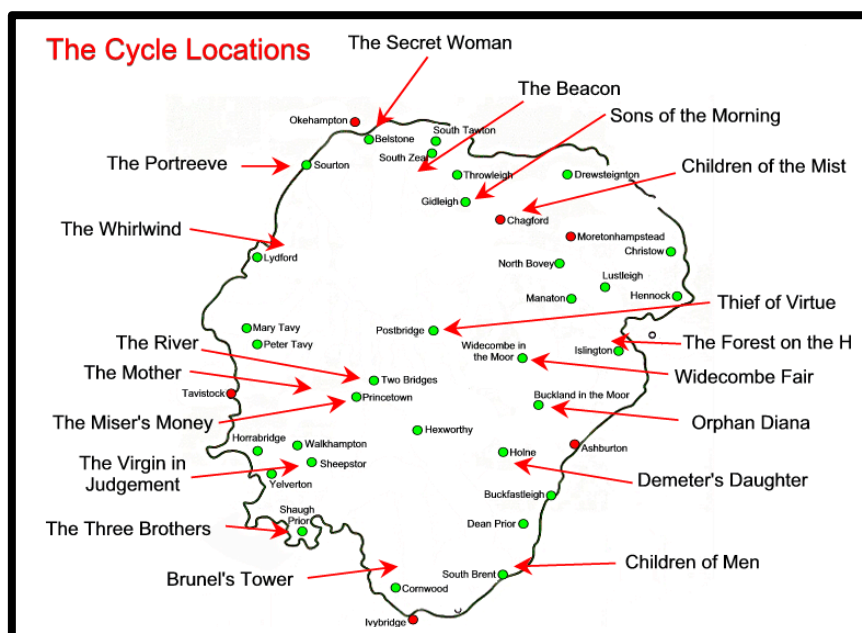 The Cycle Locations
The Secret Woman
The Beacon
Sons of the Morning
Okehampton
Belstone
South Tawton
South Zeal
The Portreeve
Sourton
Throwleigh
Drewsteignton
Children of the Mist
Gidleigh
Chagford
The Whirlwind
Moretonhampstead
Christow
Lydford
North Bovey
Lustleigh
Manaton
Hennock
Thief of Virtue
Mary Tavy
Postbridge
Peter Tavy
The River
Widecombe in
the Moor
Islington
The Forest on the H
Widecombe Fair
The Mother
Two Bridges
Tavistock
Princetown
Buckland in the Moor
The Miser's Money
Orphan Diana
Hexworthy
Horrabridge
Walkhampton
Ashburton
Holne
The Virgin in
Judgement
Sheepstor
Yelverton
Demeter's Daughter
Buckfastleigh
Shaugh
Prior
The Three Brothers
Dean Prior
Children of Men
Brunel's Tower
South Brent
Cornwood
Ivybridge